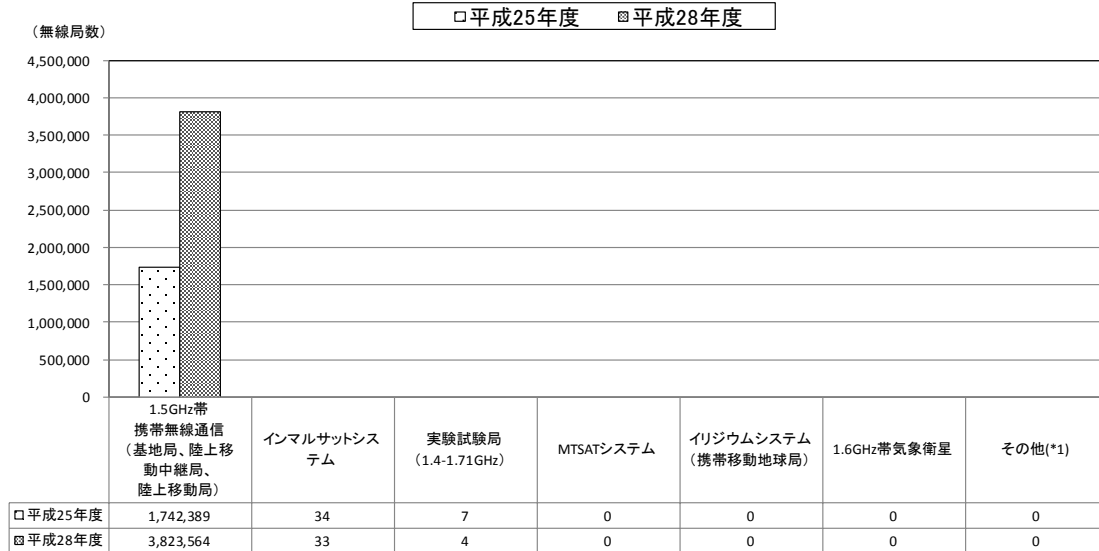 □平成25年度 ▩平成28年度
（無線局数）
4,500,000
4,000,000
3,500,000
3,000,000
2,500,000
2,000,000
1,500,000
1,000,000
500,000
0
1.5GHz帯
携帯無線通信
（基地局、陸上移
動中継局、
陸上移動局）
インマルサットシス
テム
実験試験局
（1.4-1.71GHz）
MTSATシステム
イリジウムシステム
（携帯移動地球局）
1.6GHz帯気象衛星
その他(*1)
□平成25年度 1,742,389 34 7 0 0 0 0
▩平成28年度 3,823,564 33 4 0 0 0 0